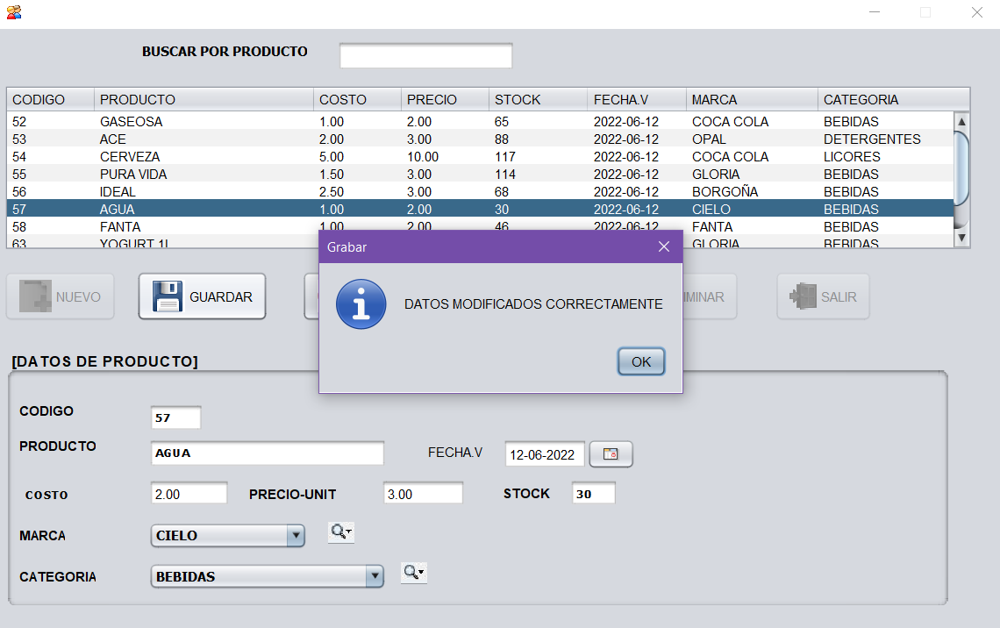 BUSCAR POR PRODUCTO
CODIGO PRODUCTO COSTO PRECIO STOCK FECHA.V MARCA CATEGORIA
52 GASEOSA 1.00 2.00 65 2022-06-12 COCA COLA BEBIDAS
53 ACE 2.00 3.00 88 2022-06-12 OPAL DETERGENTES
54 CERVEZA 5.00 10.00 117 2022-06-12 COCA COLA LICORES
55 PURA VIDA 1.50 3.00 114 2022-06-12 GLORIA BEBIDAS
56 IDEAL 2.50 3.00 68 2022-06-12 BORGOÑA BEBIDAS
57 AGUA 1.00 2.00 30 2022-06-12 CIELO BEBIDAS
58 FANTA 1.00 2.00 46 2022-06-12 FANTA BEBIDAS
63 YOGURT 1L GLORIA BEBIDAS
Grabar
DATOS MODIFICADOS CORRECTAMENTE
OK
NUEVO GUARDAR IMINAR SALIR
[DATOS DE PRODUCTO]
CODIGO 57
PRODUCTO AGUA FECHA.V 12-06-2022
COSTO 2.00 PRECIO-UNIT 3.00 STOCK 30
MARCA CIELO
CATEGORIA BEBIDAS